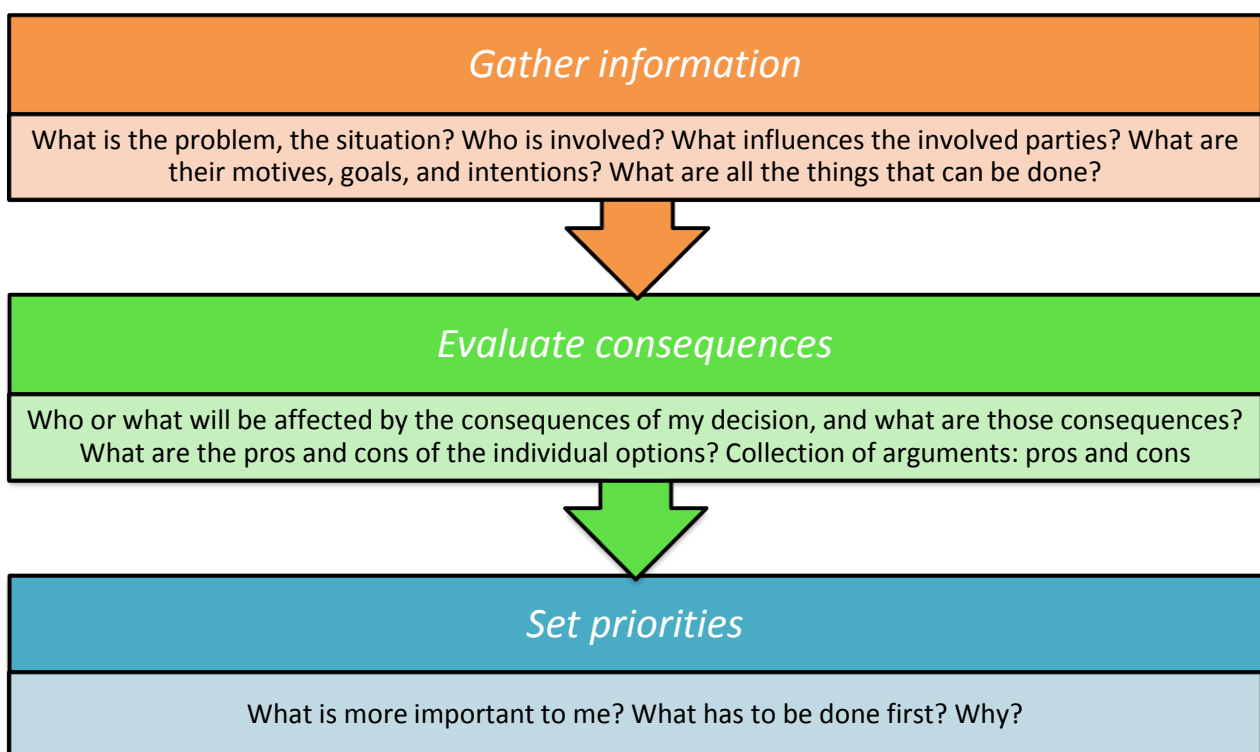 Gather information
What is the problem, the situation? Who is involved? What influences the involved parties? What are
their motives, goals, and intentions? What are all the things that can be done?
Evaluate consequences
Who or what will be affected by the consequences of my decision, and what are those consequences?
What are the pros and cons of the individual options? Collection of arguments: pros and cons
Set priorities
What is more important to me? What has to be done first? Why?